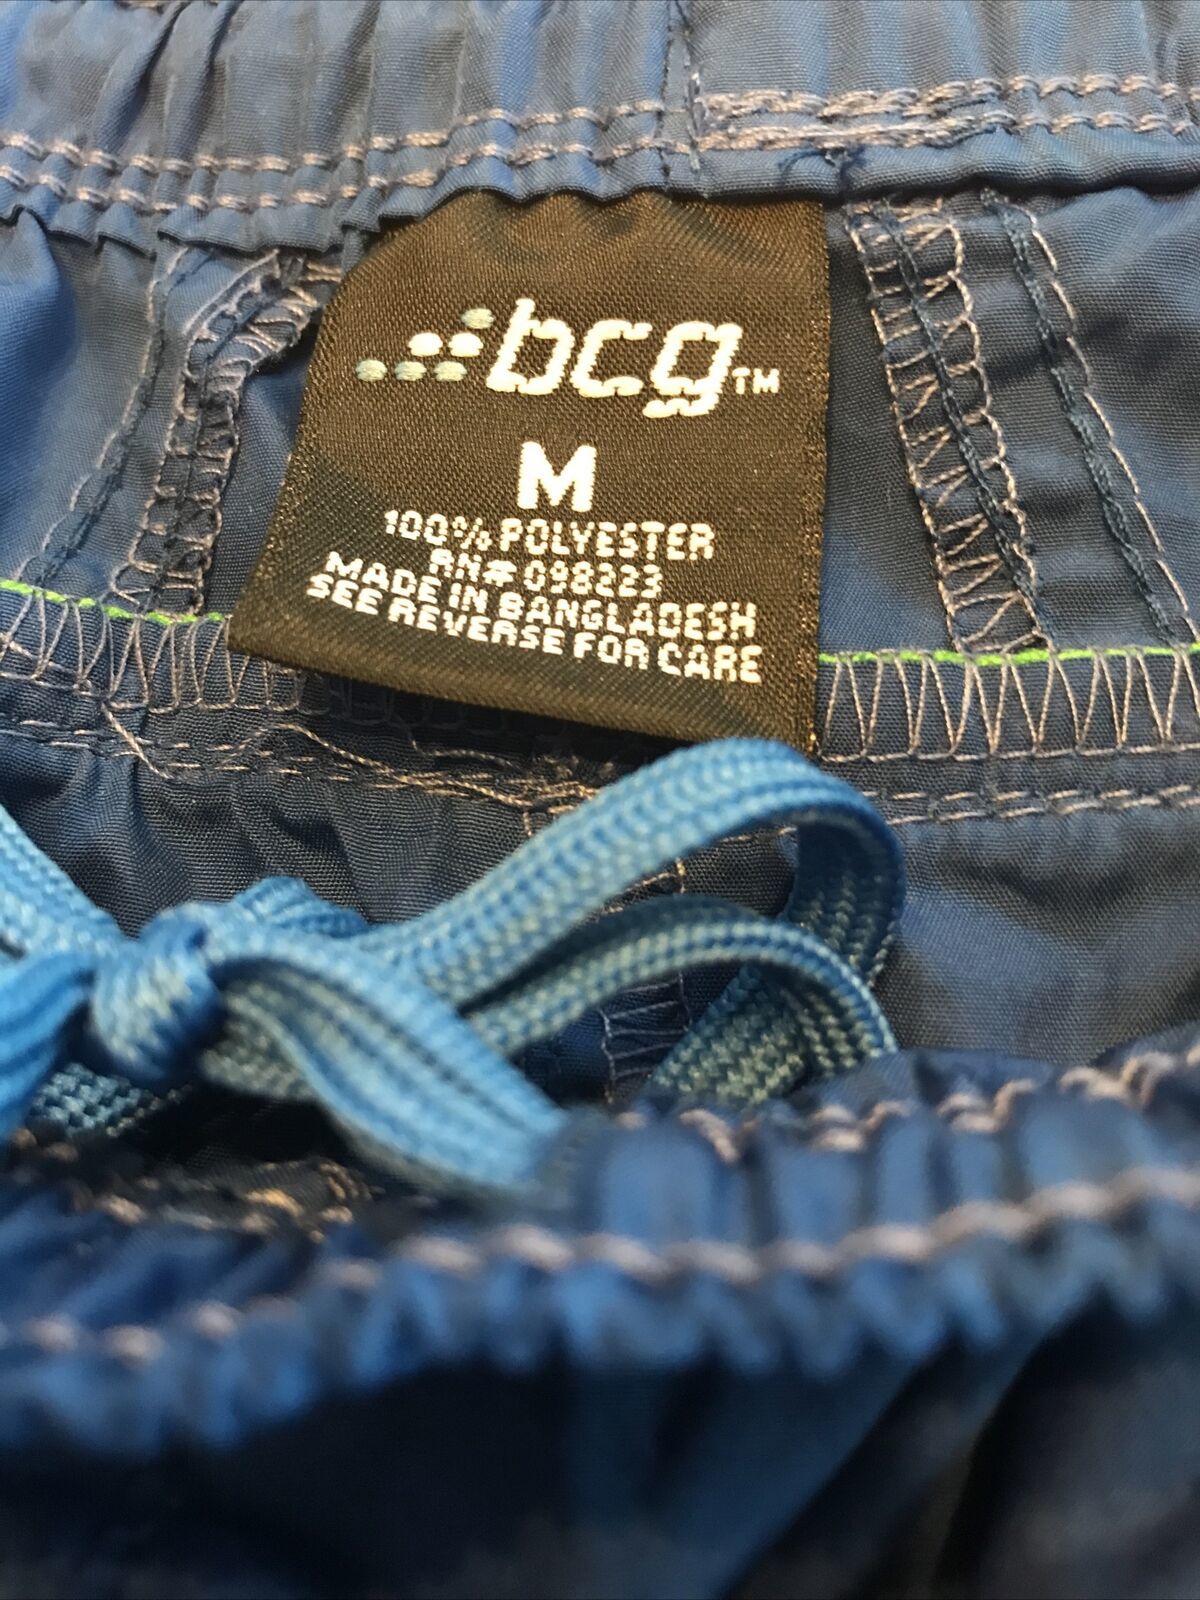 bcg™
M
100% POLYESTER
RN# 098223
MADE IN BANGLADESH
SEE REVERSE FOR CARE